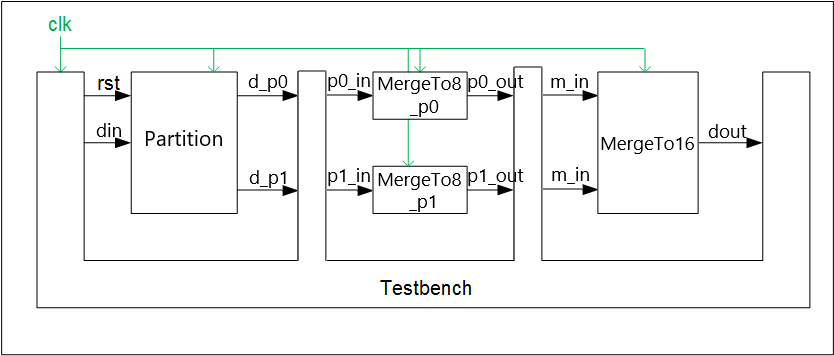 clk
rst
din
Partition
d_p0
d_p1
p0_in
p1_in
MergeTo8
_p0
MergeTo8
_p1
p0_out
p1_out
m_in
m_in
MergeTo16
dout
Testbench